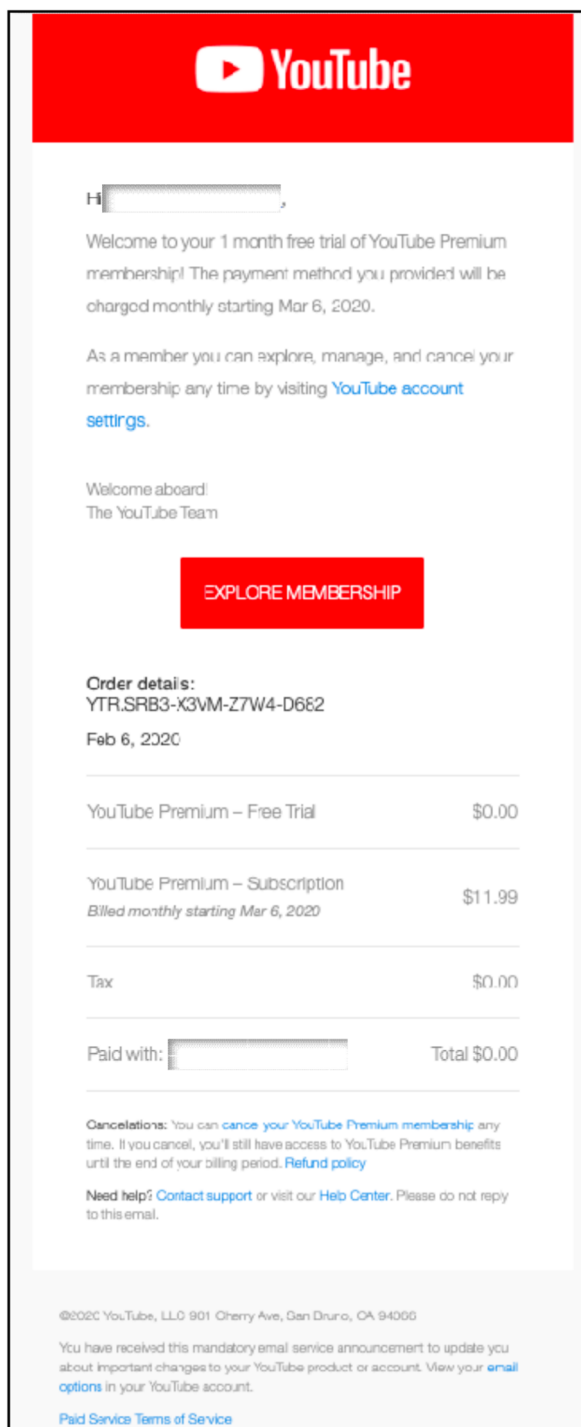 YouTube
Hi ,
Welcome to your 1 month free trial of YouTube Premium
membership! The payment method you provided will be
charged monthly starting Mar 6, 2020.
As a member you can explore, manage, and cancel your
membership any time by visiting YouTube account
settings.
Welcome aboard!
The YouTube Team
EXPLORE MEMBERSHIP
Order details:
YTR.SRB3-X3VM-Z7W4-D682
Feb 6, 2020
YouTube Premium – Free Trial $0.00
YouTube Premium – Subscription $11.99
Billed monthly starting Mar 6, 2020
Tax $0.00
Paid with: Total $0.00
Cancelations: You can cancel your YouTube Premium membership any
time. If you cancel, you'll still have access to YouTube Premium benefits
until the end of your billing period. Refund policy
Need help? Contact support or visit our Help Center. Please do not reply
to this email.
©2020 YouTube, LLC 901 Cherry Ave, San Bruno, CA 94066
You have received this mandatory email service announcement to update you
about important changes to your YouTube product or account. View your email
options in your YouTube account.
Paid Service Terms of Service